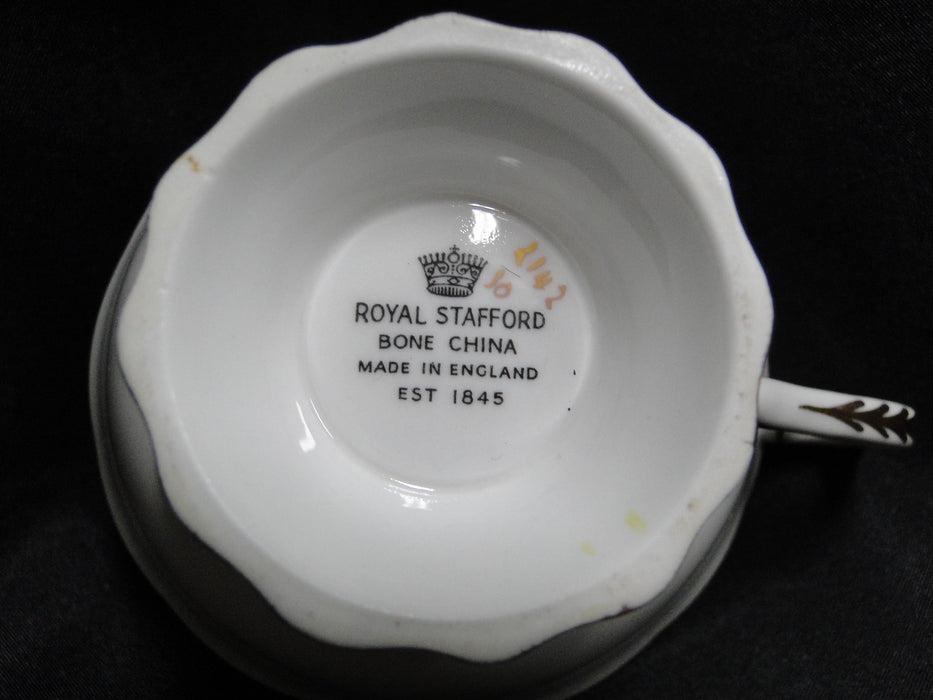 ROYAL STAFFORD
BONE CHINA
MADE IN ENGLAND
EST 1845